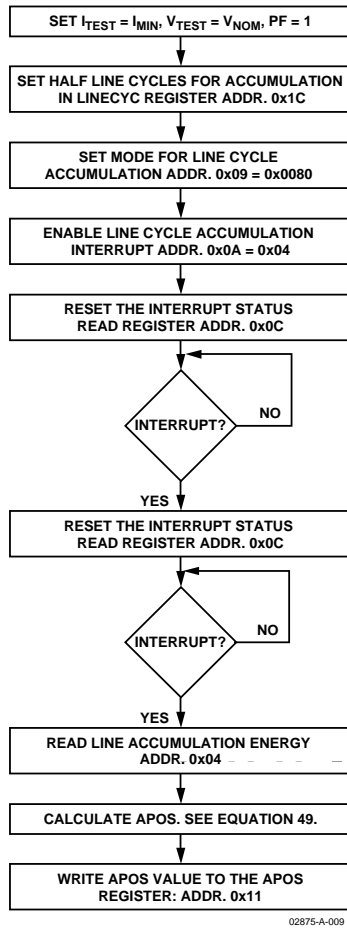 SET ITEST = IMIN, VTEST = VNOM, PF = 1
SET HALF LINE CYCLES FOR ACCUMULATION
IN LINECYC REGISTER ADDR. 0x1C
SET MODE FOR LINE CYCLE
ACCUMULATION ADDR. 0x09 = 0x0080
ENABLE LINE CYCLE ACCUMULATION
INTERRUPT ADDR. 0x0A = 0x04
RESET THE INTERRUPT STATUS
READ REGISTER ADDR. 0x0C
INTERRUPT?
NO
YES
RESET THE INTERRUPT STATUS
READ REGISTER ADDR. 0x0C
INTERRUPT?
NO
YES
READ LINE ACCUMULATION ENERGY
ADDR. 0x04
CALCULATE APOS. SEE EQUATION 49.
WRITE APOS VALUE TO THE APOS
REGISTER: ADDR. 0x11
02875-A-009